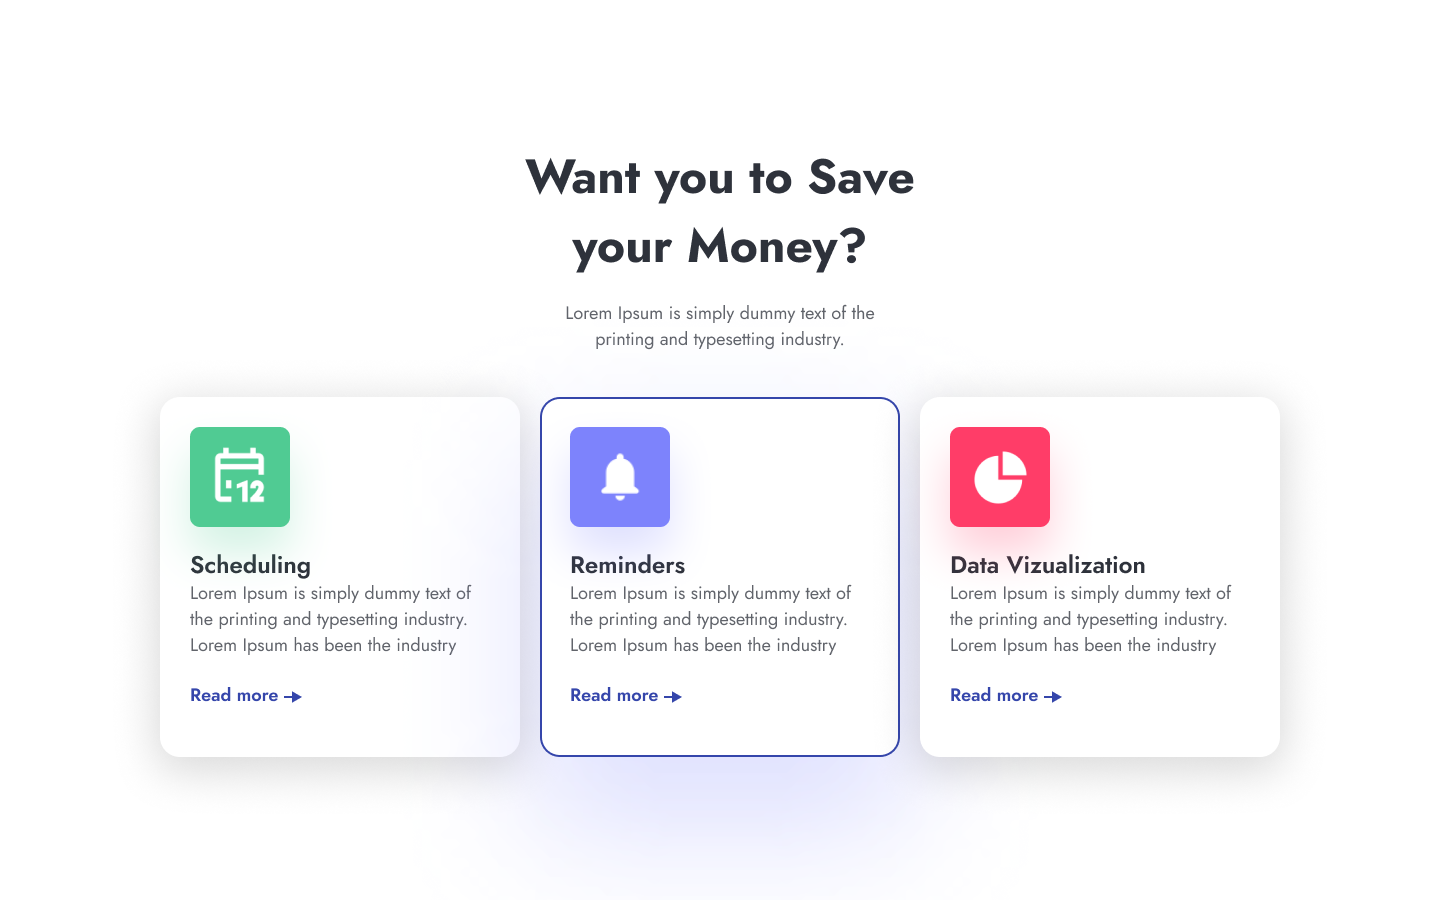 Want you to Save
your Money?
Lorem Ipsum is simply dummy text of the
printing and typesetting industry.
12
Scheduling
Lorem Ipsum is simply dummy text of
the printing and typesetting industry.
Lorem Ipsum has been the industry
Read more
Reminders
Lorem Ipsum is simply dummy text of
the printing and typesetting industry.
Lorem Ipsum has been the industry
Read more
Data Vizualization
Lorem Ipsum is simply dummy text of
the printing and typesetting industry.
Lorem Ipsum has been the industry
Read more